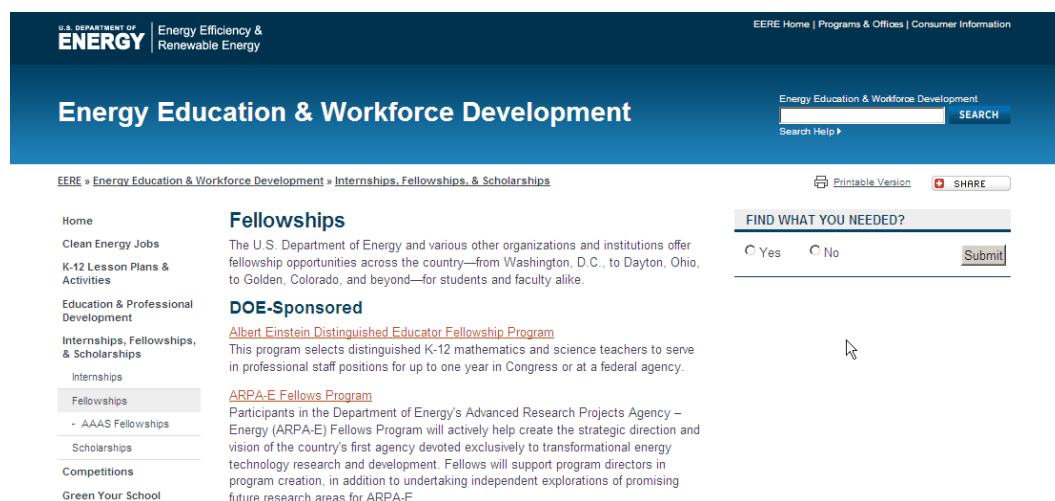 U.S. DEPARTMENT OF
ENERGY
Energy Efficiency &
Renewable Energy
EERE Home | Programs & Offices | Consumer Information
Energy Education & Workforce Development
Energy Education & Workforce Development
SEARCH
Search Help
EERE » Energy Education & Workforce Development » Internships, Fellowships, & Scholarships
Printable Version
SHARE
Home
Clean Energy Jobs
K-12 Lesson Plans &
Activities
Education & Professional
Development
Internships, Fellowships,
& Scholarships
Internships
Fellowships
- AAAS Fellowships
Scholarships
Competitions
Green Your School
Fellowships
The U.S. Department of Energy and various other organizations and institutions offer
fellowship opportunities across the country—from Washington, D.C., to Dayton, Ohio,
to Golden, Colorado, and beyond—for students and faculty alike.
DOE-Sponsored
Albert Einstein Distinguished Educator Fellowship Program
This program selects distinguished K-12 mathematics and science teachers to serve
in professional staff positions for up to one year in Congress or at a federal agency.
ARPA-E Fellows Program
Participants in the Department of Energy's Advanced Research Projects Agency –
Energy (ARPA-E) Fellows Program will actively help create the strategic direction and
vision of the country's first agency devoted exclusively to transformational energy
technology research and development. Fellows will support program directors in
program creation, in addition to undertaking independent explorations of promising
future research areas for ARPA-E.
FIND WHAT YOU NEEDED?
Yes No
Submit